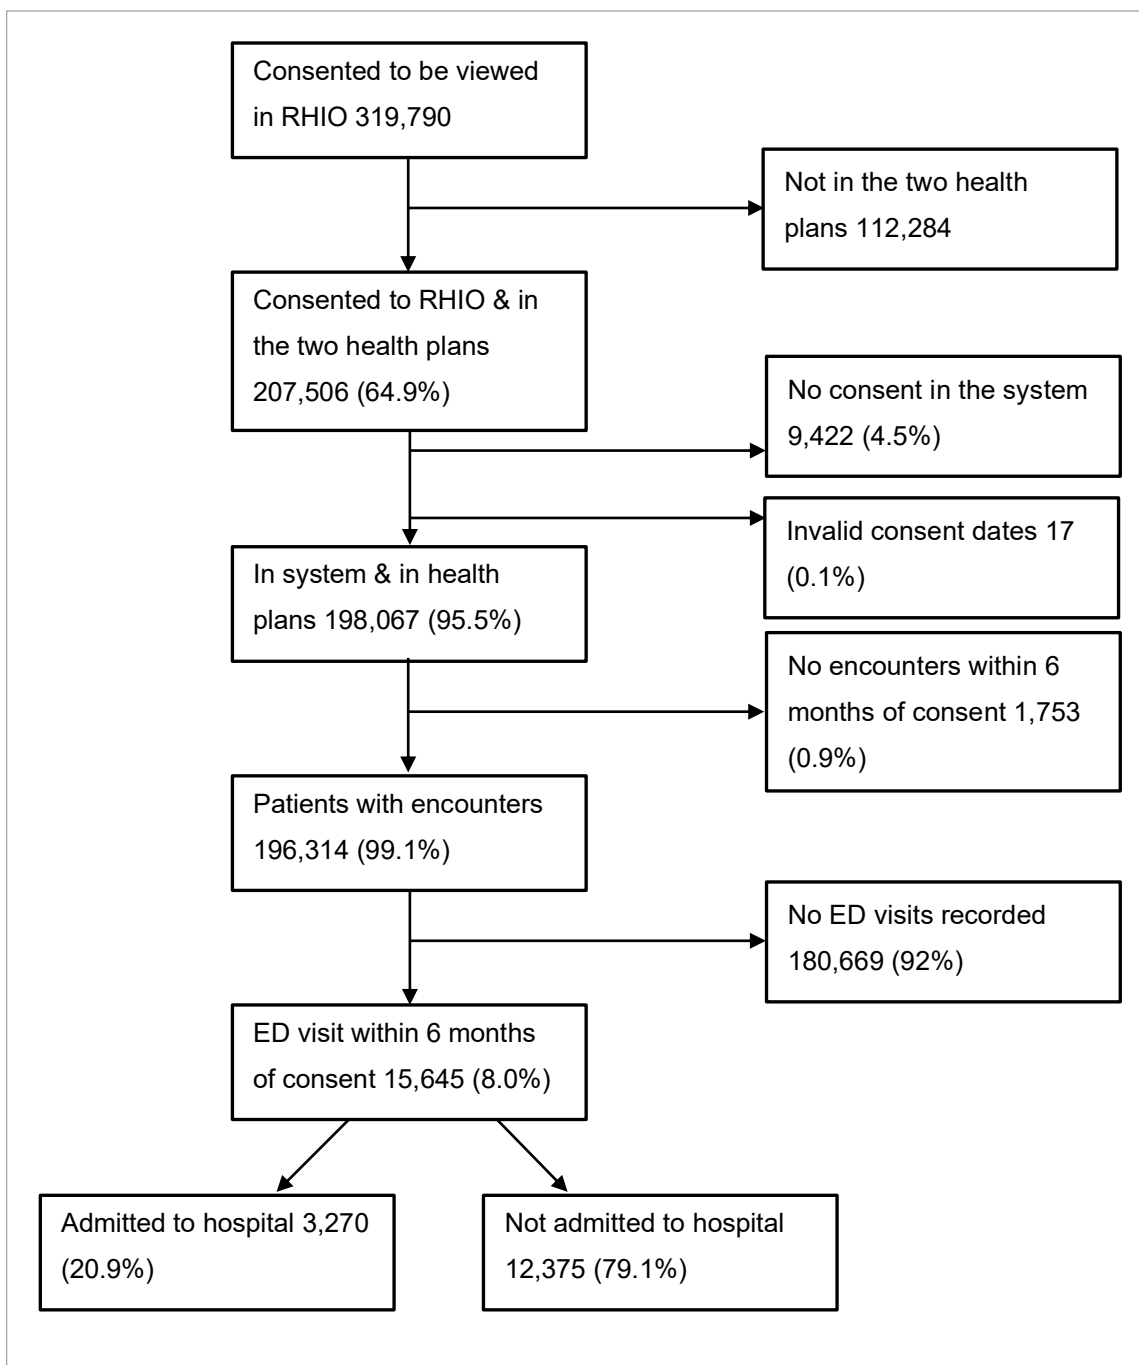 Consented to be viewed
in RHIO 319,790
Not in the two health
plans 112,284
Consented to RHIO & in
the two health plans
207,506 (64.9%)
No consent in the system
9,422 (4.5%)
Invalid consent dates 17
(0.1%)
In system & in health
plans 198,067 (95.5%)
No encounters within 6
months of consent 1,753
(0.9%)
Patients with encounters
196,314 (99.1%)
No ED visits recorded
180,669 (92%)
ED visit within 6 months
of consent 15,645 (8.0%)
Admitted to hospital 3,270
(20.9%)
Not admitted to hospital
12,375 (79.1%)